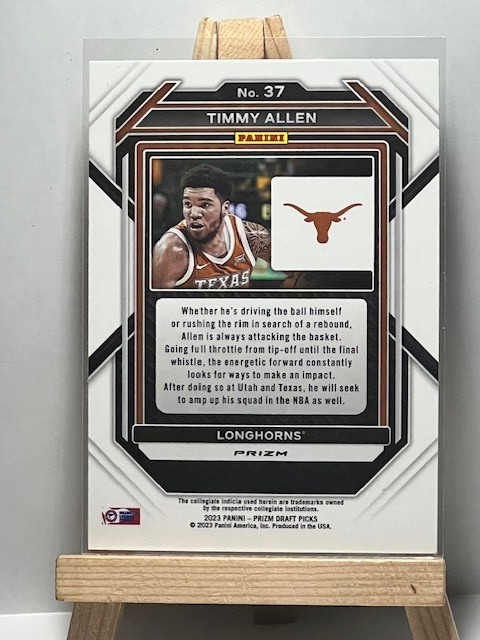 No. 37
TIMMY ALLEN
PANINI
TEXAS
Whether he's driving the ball himself
or rushing the rim in search of a rebound,
Allen is always attacking the basket.
Going full throttle from tip-off until the final
whistle, the energetic forward constantly
looks for ways to make an impact.
After doing so at Utah and Texas, he will seek
to amp up his squad in the NBA as well.
LONGHORNS®
PRIZM
The collegiate indicia used herein are trademarks owned
by the respective collegiate institutions.
2023 PANINI – PRIZM DRAFT PICKS
© 2023 Panini America, Inc. Produced in the USA.